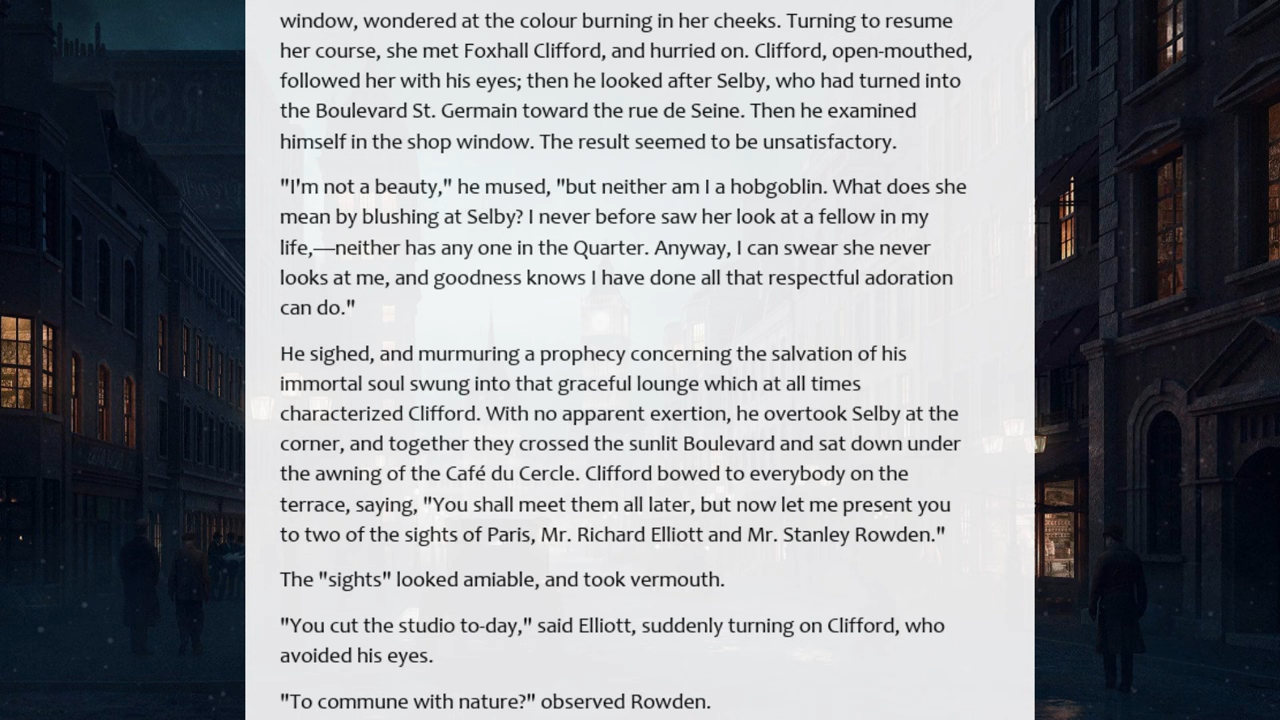 window, wondered at the colour burning in her cheeks. Turning to resume
her course, she met Foxhall Clifford, and hurried on. Clifford, open-mouthed,
followed her with his eyes; then he looked after Selby, who had turned into
the Boulevard St. Germain toward the rue de Seine. Then he examined
himself in the shop window. The result seemed to be unsatisfactory.
"I'm not a beauty," he mused, "but neither am I a hobgoblin. What does she
mean by blushing at Selby? I never before saw her look at a fellow in my
life,—neither has any one in the Quarter. Anyway, I can swear she never
looks at me, and goodness knows I have done all that respectful adoration
can do."
He sighed, and murmuring a prophecy concerning the salvation of his
immortal soul swung into that graceful lounge which at all times
characterized Clifford. With no apparent exertion, he overtook Selby at the
corner, and together they crossed the sunlit Boulevard and sat down under
the awning of the Café du Cercle. Clifford bowed to everybody on the
terrace, saying, "You shall meet them all later, but now let me present you
to two of the sights of Paris, Mr. Richard Elliott and Mr. Stanley Rowden."
The "sights" looked amiable, and took vermouth.
"You cut the studio to-day," said Elliott, suddenly turning on Clifford, who
avoided his eyes.
"To commune with nature?" observed Rowden.